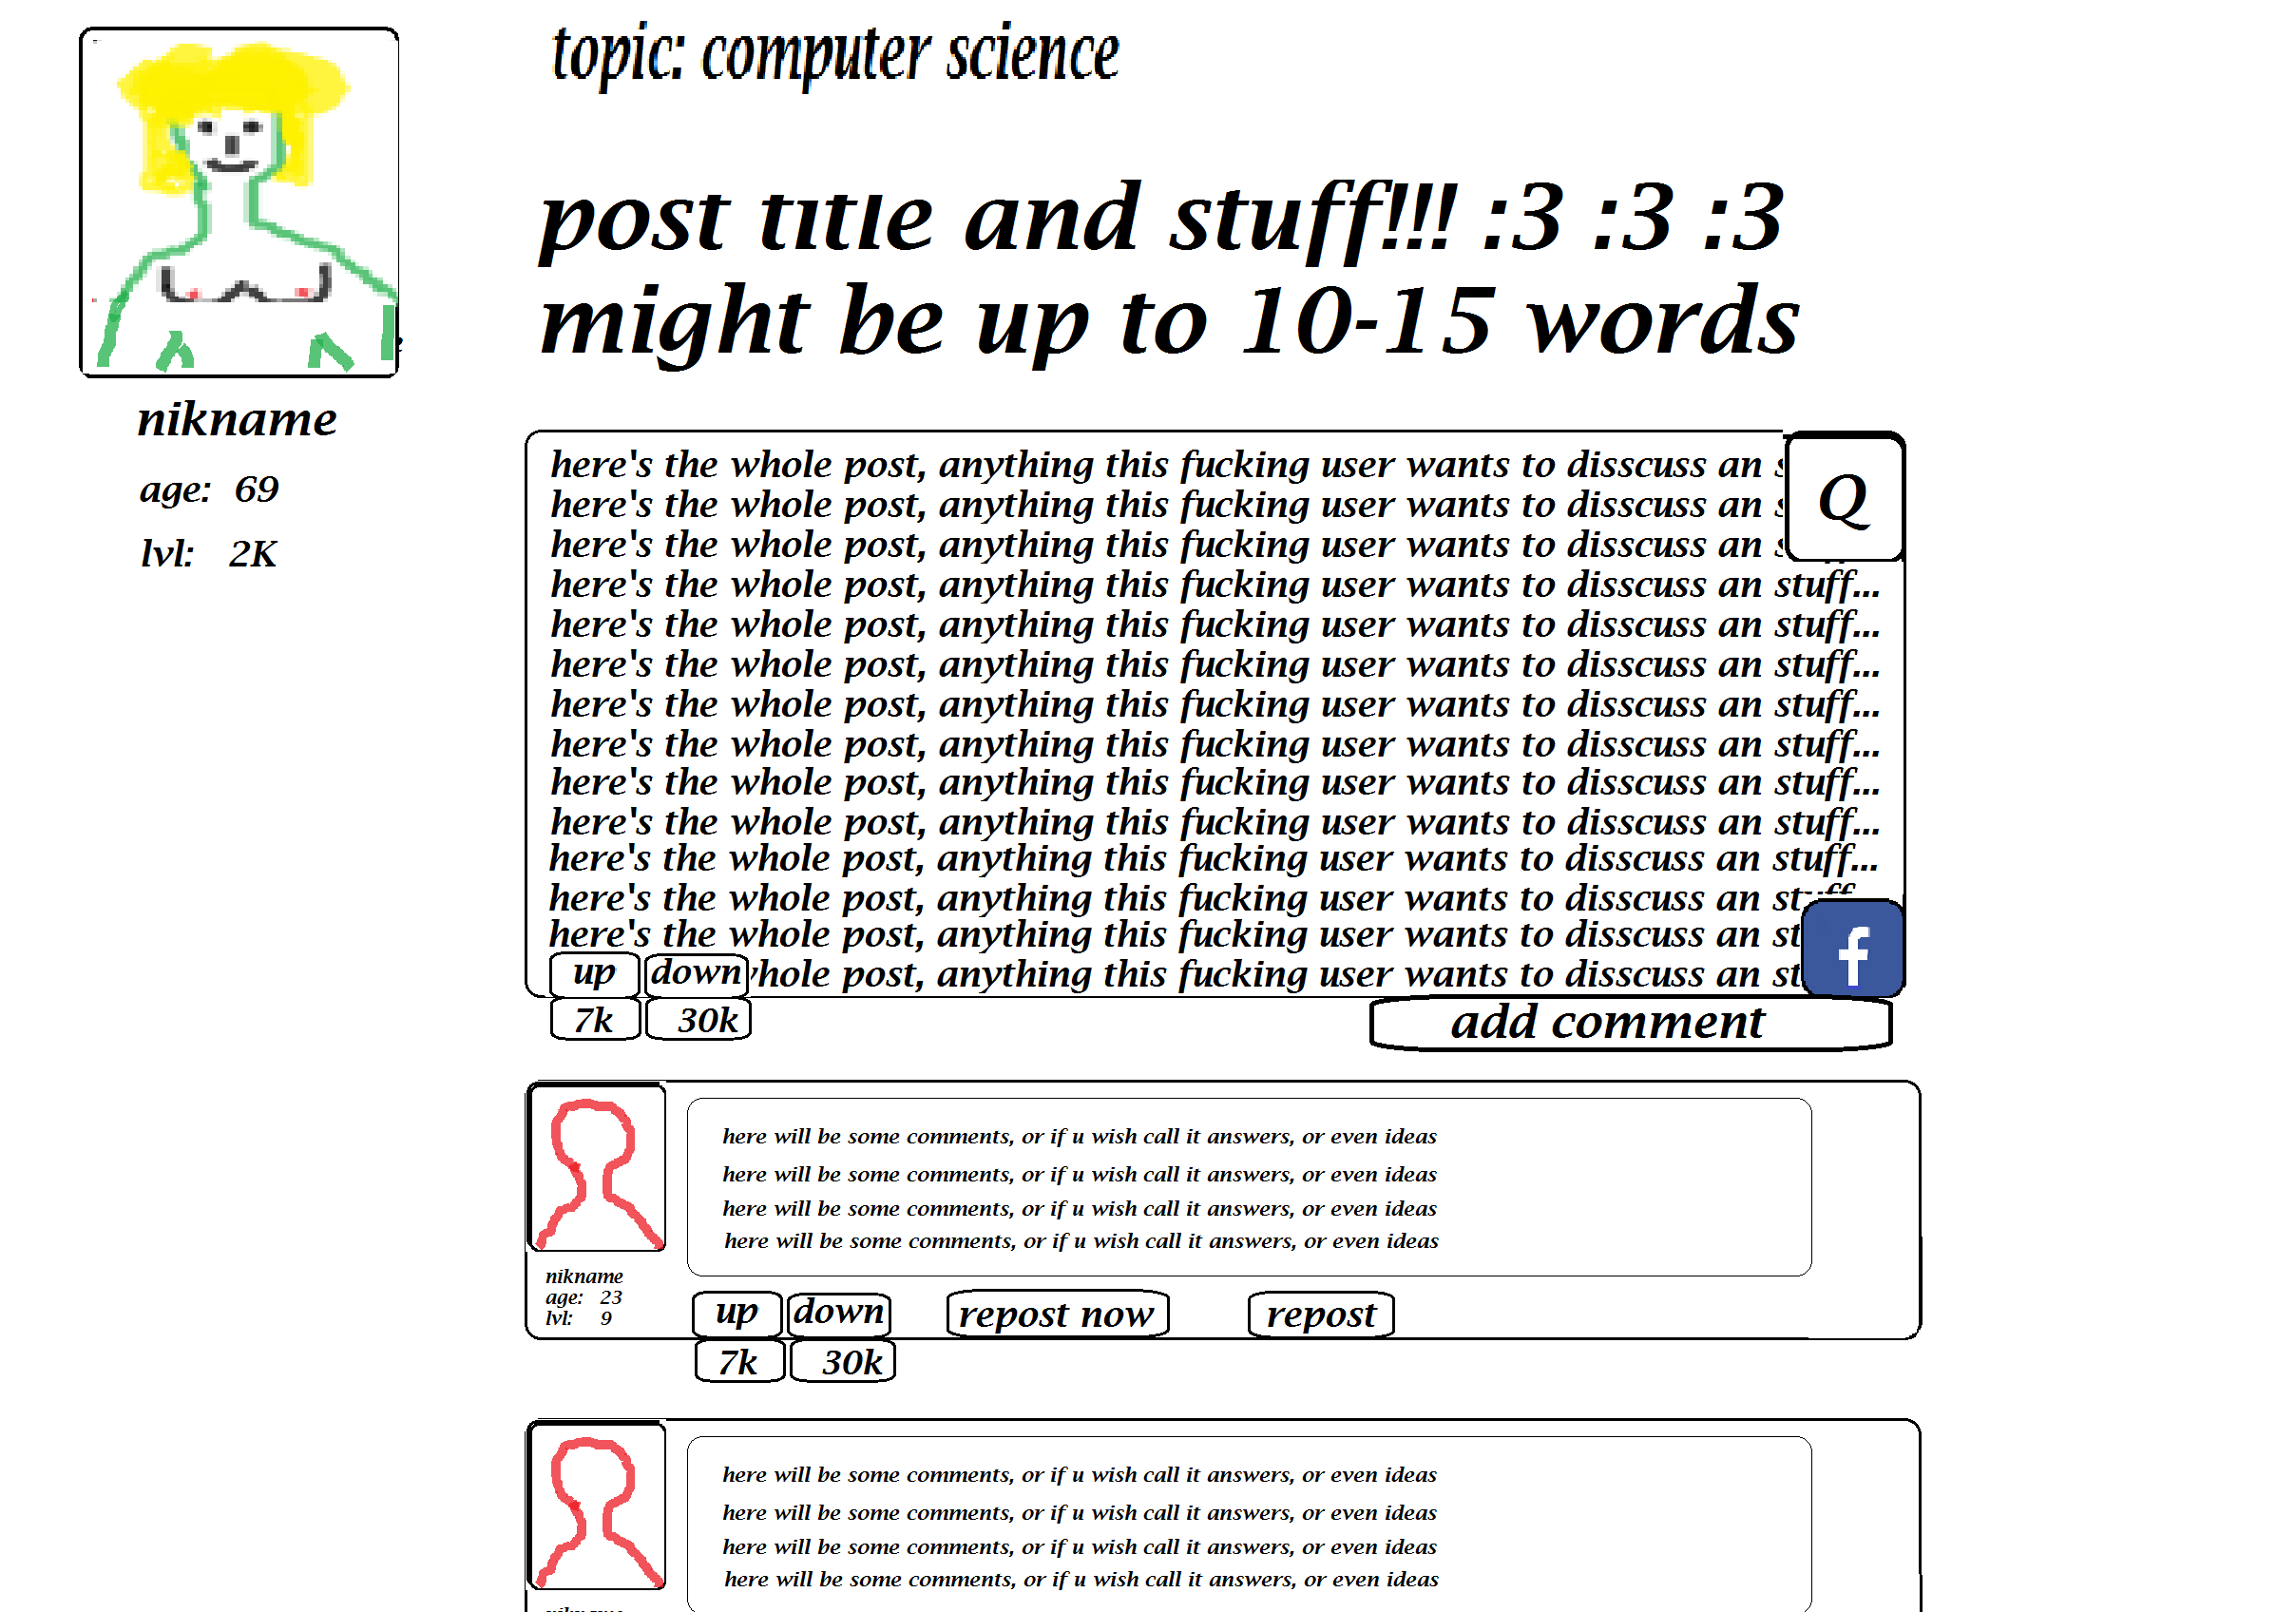 topic: computer science
post title and stuff!!! :3 :3 :3
might be up to 10-15 words
nikname
age: 69
lvl: 2K
here's the whole post, anything this fucking user wants to disscuss an s
Q
here's the whole post, anything this fucking user wants to disscuss an s
here's the whole post, anything this fucking user wants to disscuss an s
here's the whole post, anything this fucking user wants to disscuss an stuff...
here's the whole post, anything this fucking user wants to disscuss an stuff...
here's the whole post, anything this fucking user wants to disscuss an stuff...
here's the whole post, anything this fucking user wants to disscuss an stuff...
here's the whole post, anything this fucking user wants to disscuss an stuff...
here's the whole post, anything this fucking user wants to disscuss an stuff...
here's the whole post, anything this fucking user wants to disscuss an stuff...
here's the whole post, anything this fucking user wants to disscuss an stuff...
here's the whole post, anything this fucking user wants to disscuss an stuff
here's the whole post, anything this fucking user wants to disscuss an st
f
up down whole post, anything this fucking user wants to disscuss an st
7k 30k
add comment
here will be some comments, or if u wish call it answers, or even ideas
here will be some comments, or if u wish call it answers, or even ideas
here will be some comments, or if u wish call it answers, or even ideas
here will be some comments, or if u wish call it answers, or even ideas
nikname
age: 23
lvl: 9
up down repost now repost
7k 30k
here will be some comments, or if u wish call it answers, or even ideas
here will be some comments, or if u wish call it answers, or even ideas
here will be some comments, or if u wish call it answers, or even ideas
here will be some comments, or if u wish call it answers, or even ideas